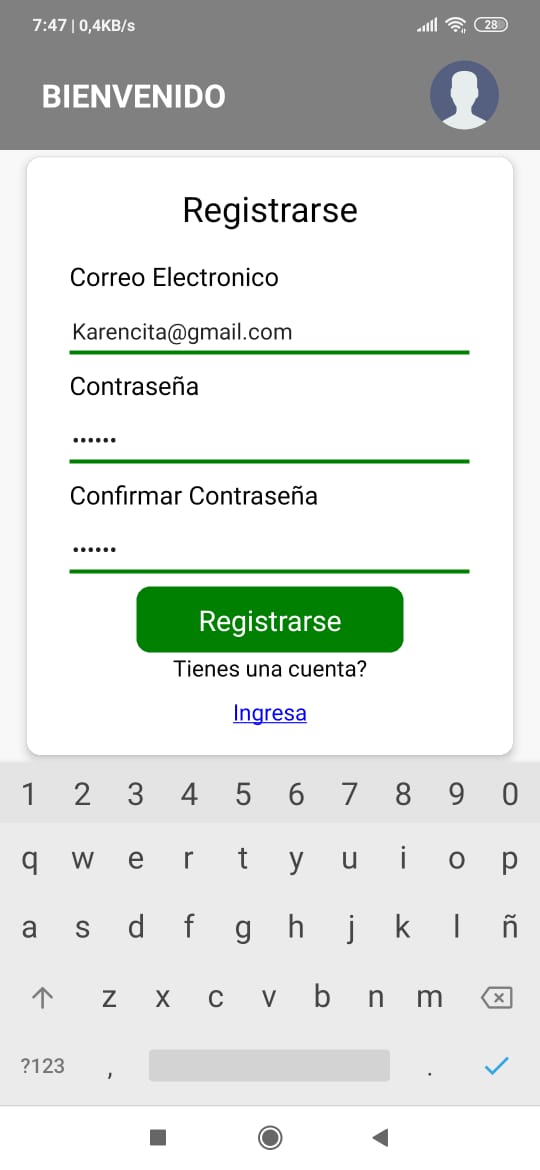 7:47 | 0,4KB/s 28
BIENVENIDO
Registrarse
Correo Electronico
Karencita@gmail.com
Contraseña
••••••
Confirmar Contraseña
••••••
Registrarse
Tienes una cuenta?
Ingresa
1 2 3 4 5 6 7 8 9 0
q w e r t y u i o p
a s d f g h j k l ñ
z x c v b n m
?123 , .